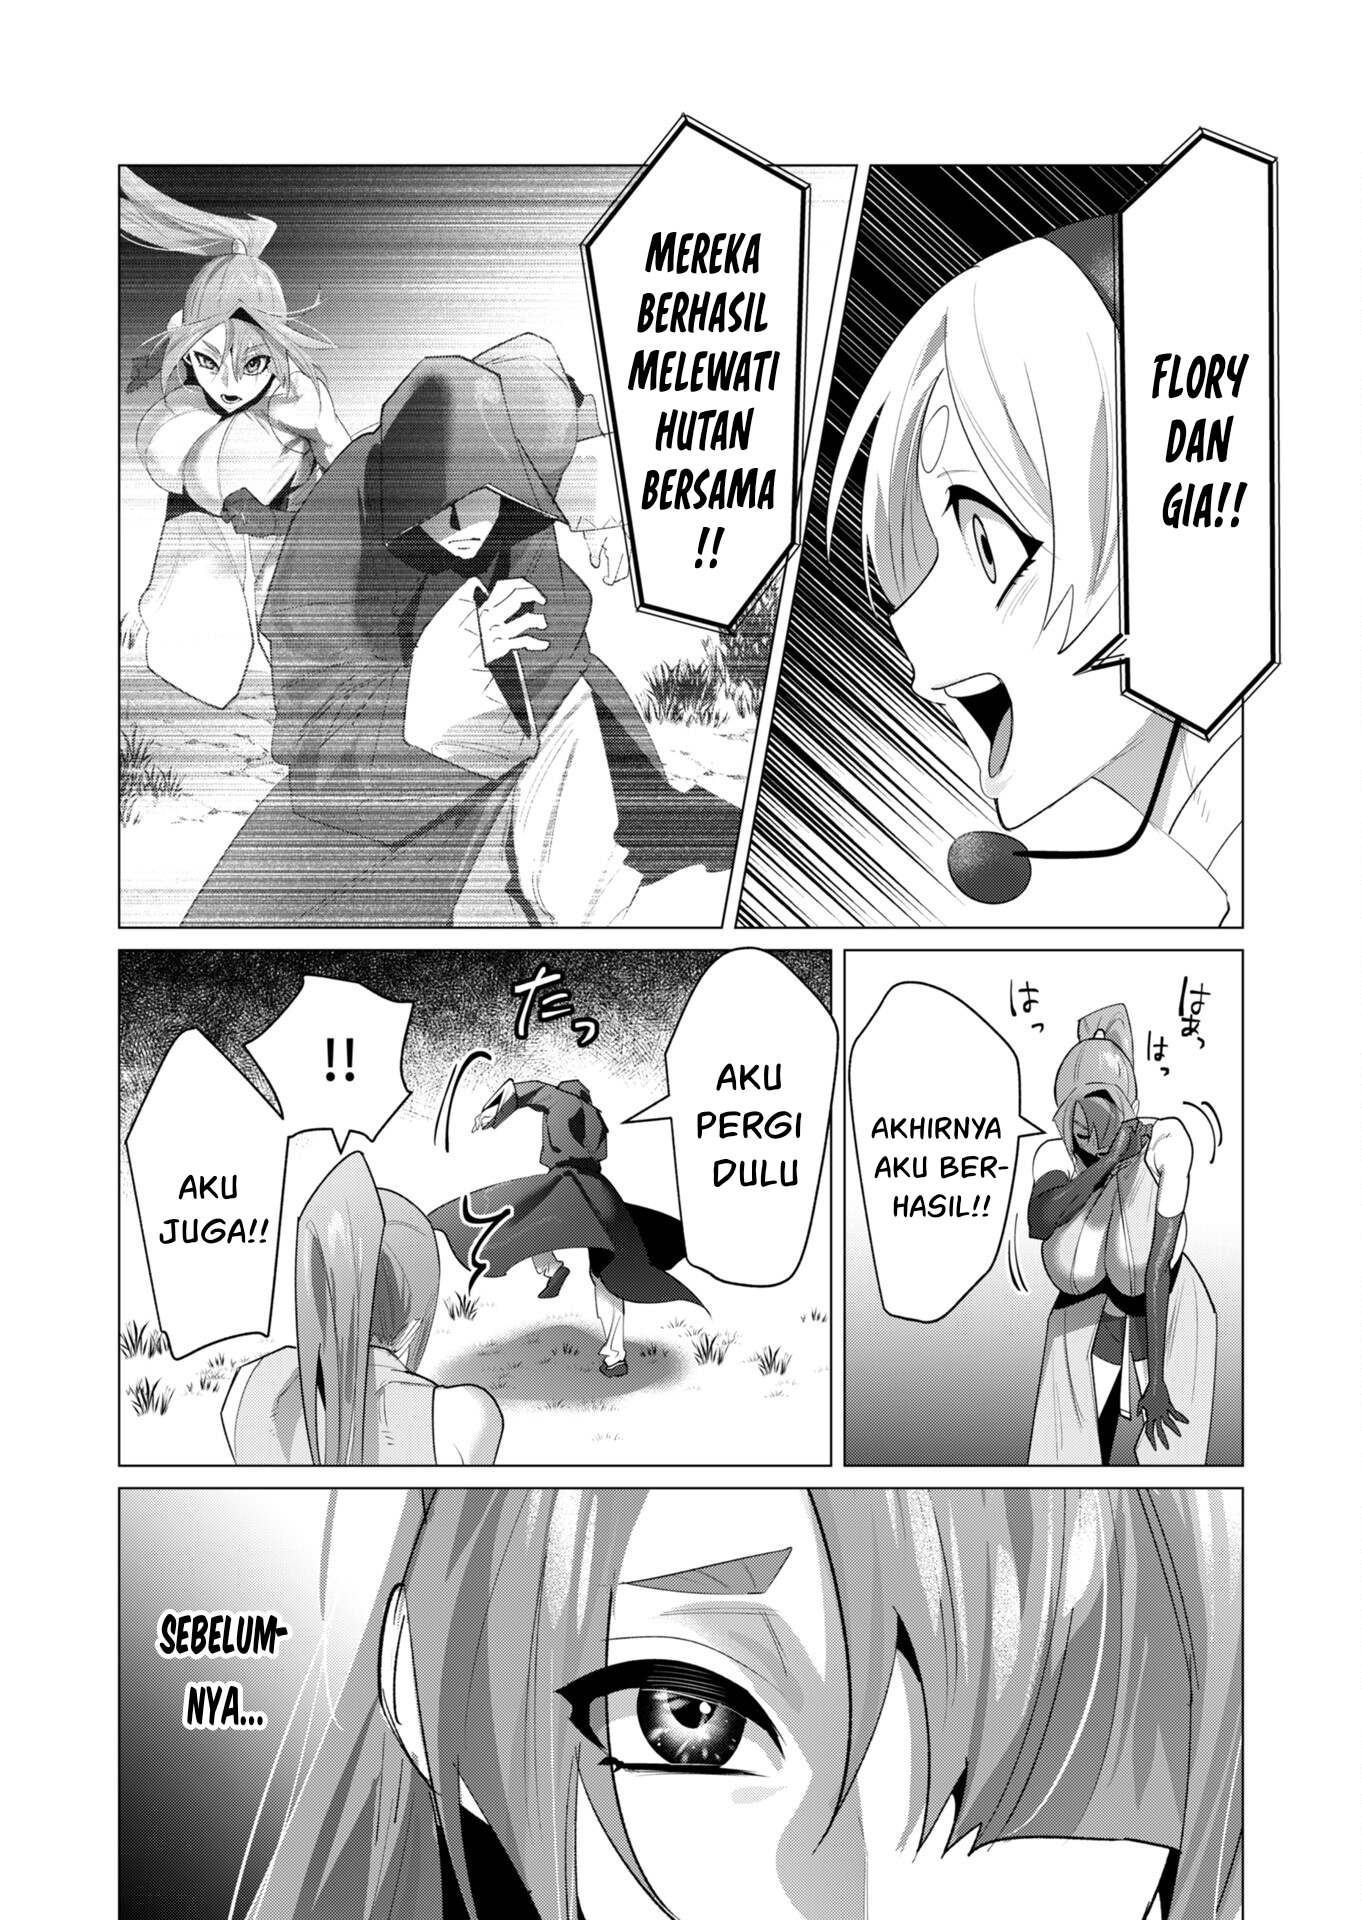 FLORY
DAN
GIA!!
MEREKA
BERHASIL
MELEWATI
HUTAN
BERSAMA
!!
はぁっ
はっ
はっ
AKHIRNYA
AKU BER-
HASIL!!
たっ
AKU
PERGI
DULU
!!
AKU
JUGA!!
SEBELUM-
NYA...